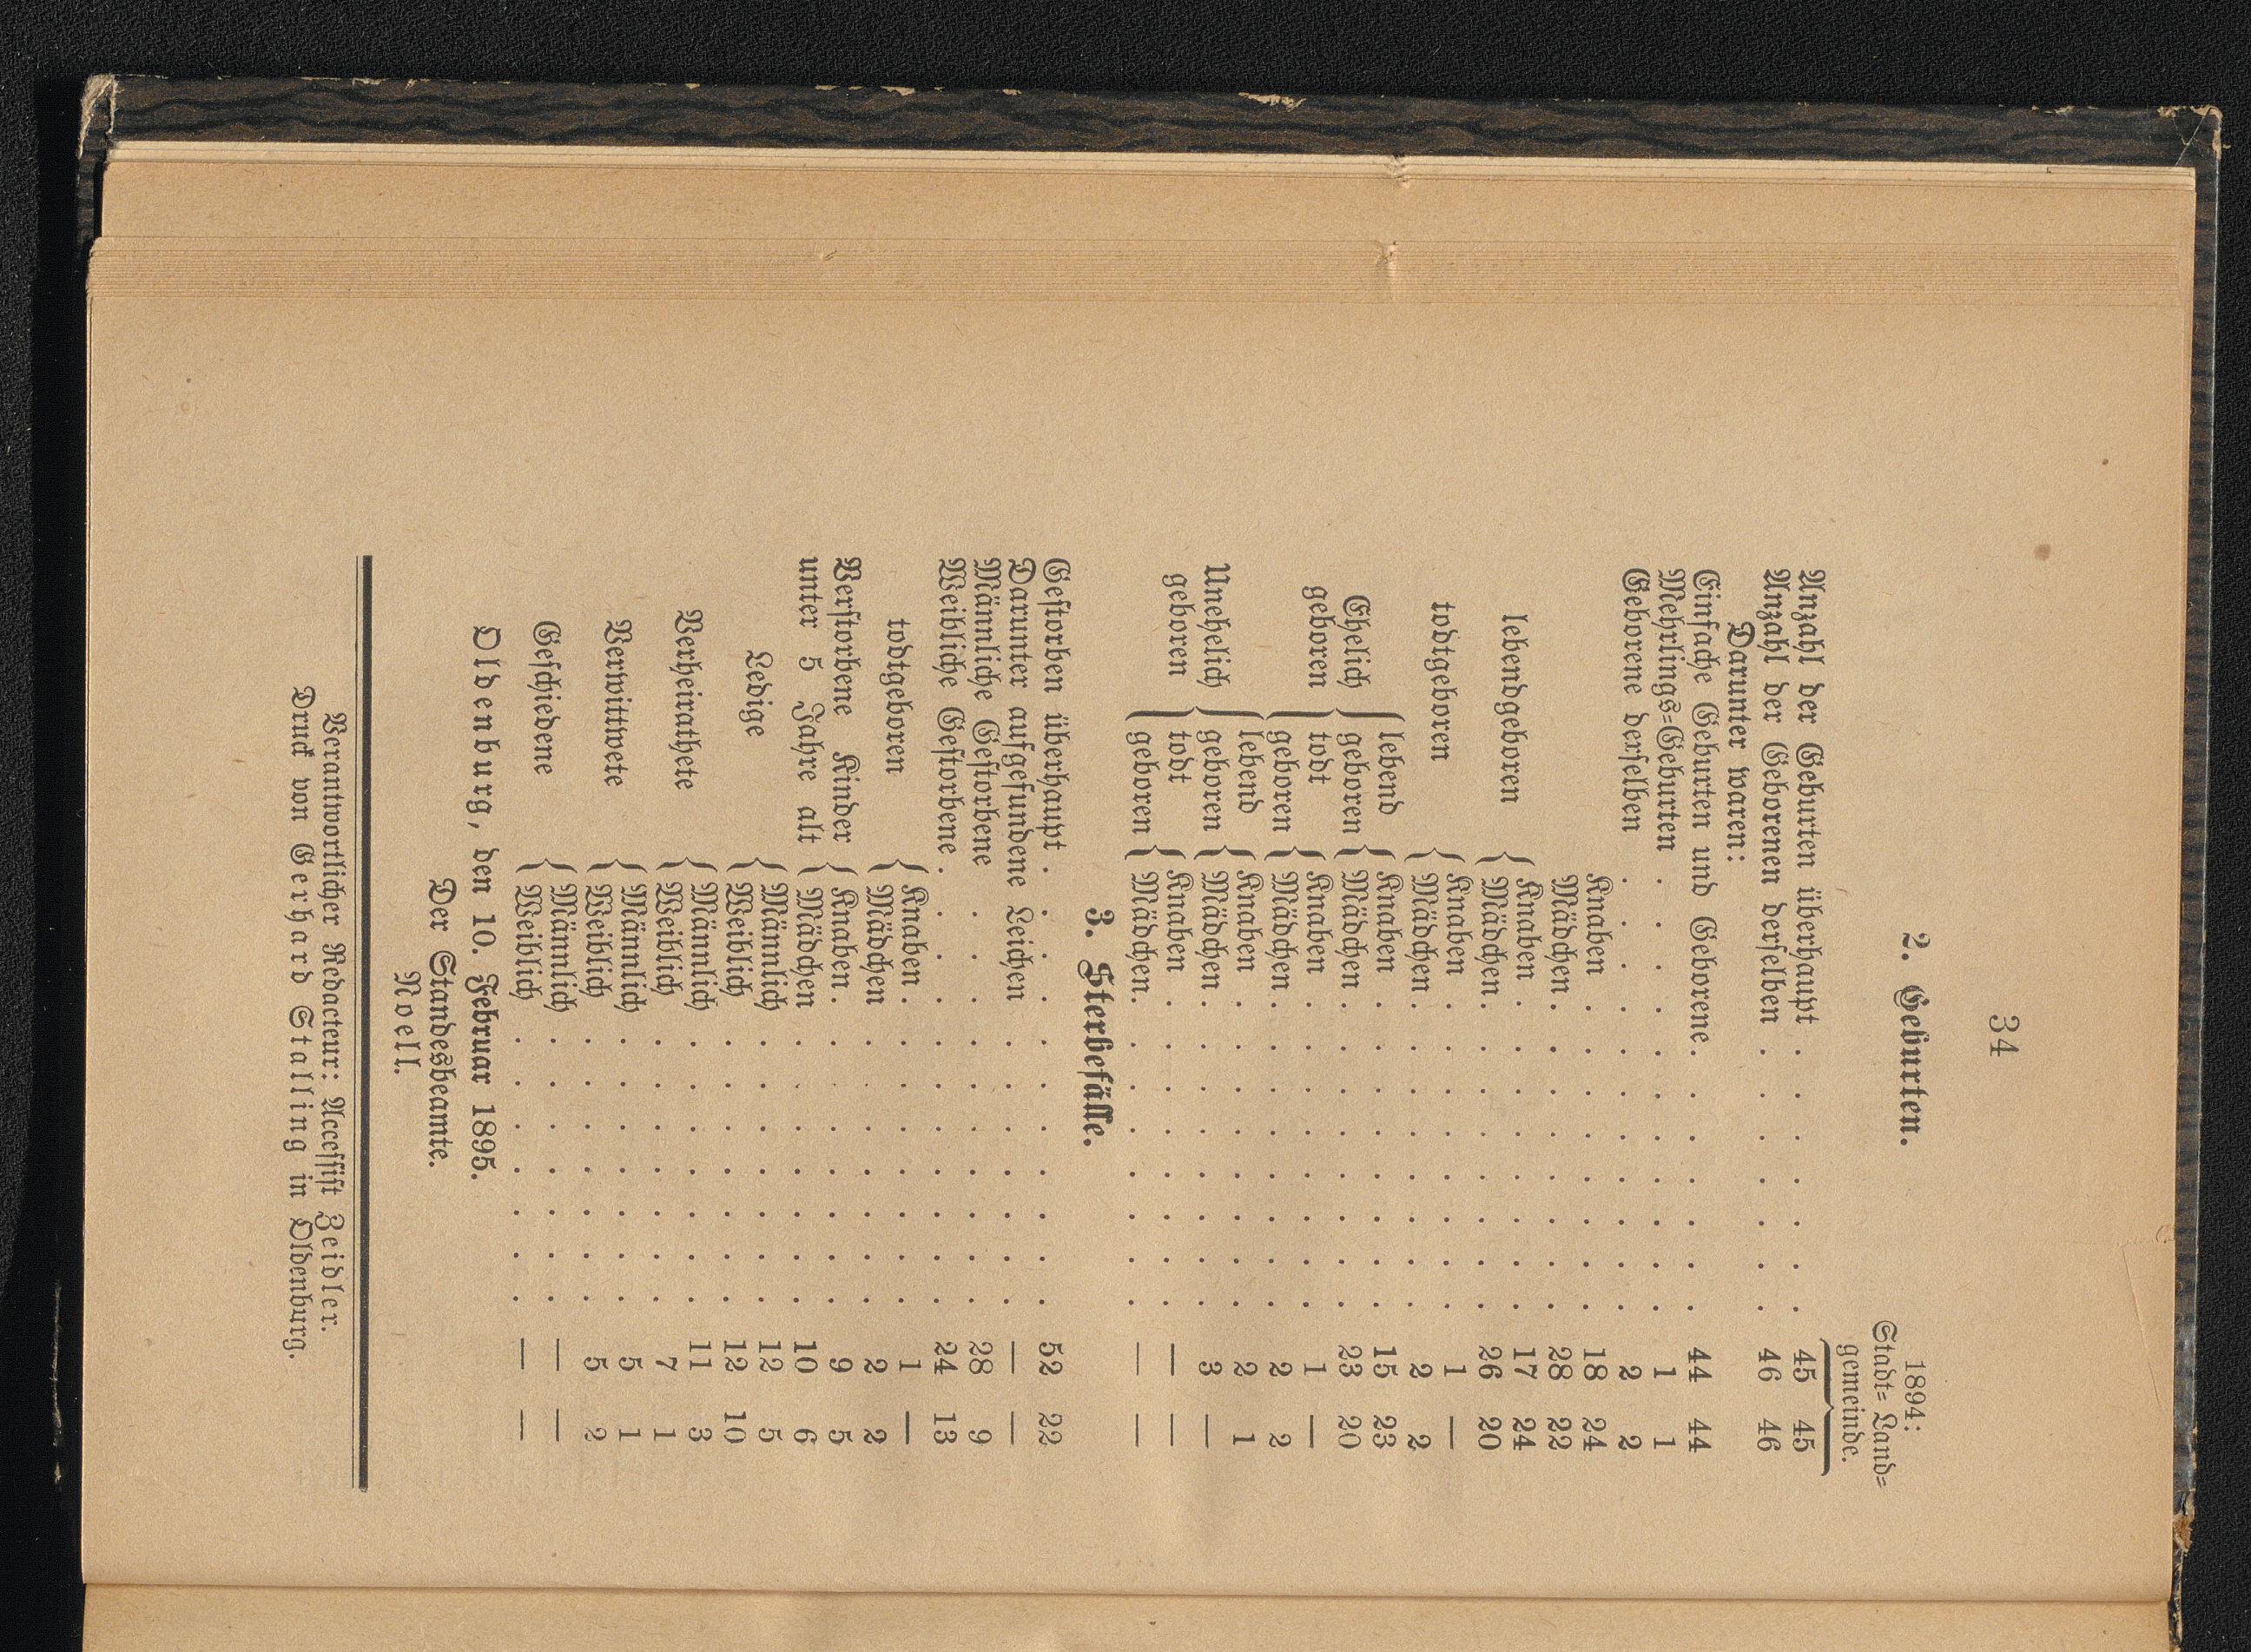 34
2. Geburten.
1894:
Stadt= Land=
gemeinde.
Anzahl der Geburten überhaupt . . . . . . . 45 45
Anzahl der Geborenen derselben . . . . . . . 46 46
Darunter waren:
Einfache Geburten und Geborene . . . . . . . 44 44
Mehrlings=Geburten . . . . . . . . . 1 1
Geborene derselben . . . . . . . . . 2 2
Knaben . . . . . . . . 18 24
Mädchen . . . . . . . . 28 22
lebendgeboren { Knaben . . . . . . . . 17 24
Mädchen . . . . . . . . 26 20
todtgeboren { Knaben . . . . . . . . 1 —
Mädchen . . . . . . . . 2 2
Ehelich geboren { lebend geboren { Knaben . . . . . . . . 15 23
Mädchen . . . . . . . . 23 20
todt geboren { Knaben . . . . . . . . 1 —
Mädchen . . . . . . . . 2 2
Unehelich geboren { lebend geboren { Knaben . . . . . . . . 2 1
Mädchen . . . . . . . . 3 —
todt geboren { Knaben . . . . . . . . — —
Mädchen . . . . . . . . — —
3. Sterbefälle.
Gestorben überhaupt . . . . . . . . . . 52 22
Darunter aufgefundene Leichen . . . . . . . — —
Männliche Gestorbene . . . . . . . . . 28 9
Weibliche Gestorbene . . . . . . . . . . 24 13
todtgeboren { Knaben . . . . . . . . 1 —
Mädchen . . . . . . . 2 2
Verstorbene Kinder unter 5 Jahre alt { Knaben . . . . . . . . 9 5
Mädchen . . . . . . . 10 6
Ledige { Männlich . . . . . . . 12 5
Weiblich . . . . . . . 12 10
Verheirathete { Männlich . . . . . . . 11 3
Weiblich . . . . . . . 7 1
Verwittwete { Männlich . . . . . . . 5 1
Weiblich . . . . . . . 5 2
Geschiedene { Männlich . . . . . . . — —
Weiblich . . . . . . . — —
Oldenburg, den 10. Februar 1895.
Der Standesbeamte.
Noell.
Verantwortlicher Redacteur: Accessist Zeidler.
Druck von Gerhard Stalling in Oldenburg.